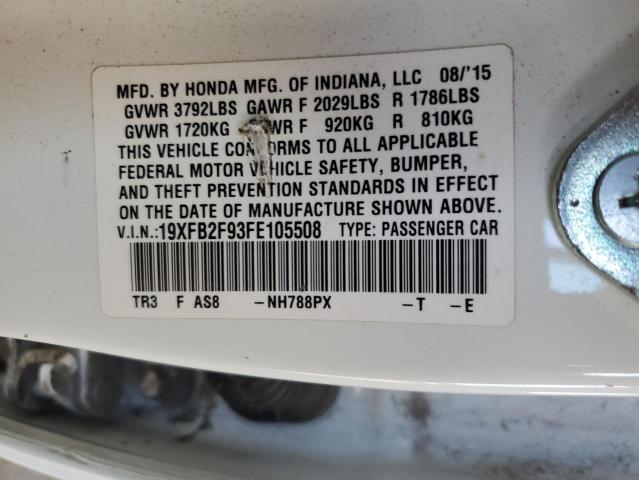 MFD. BY HONDA MFG. OF INDIANA, LLC 08/'15
GVWR 3792LBS GAWR F 2029LBS R 1786LBS
GVWR 1720KG WR F 920KG R 810KG
THIS VEHICLE CONFORMS TO ALL APPLICABLE
FEDERAL MOTOR VEHICLE SAFETY, BUMPER,
AND THEFT PREVENTION STANDARDS IN EFFECT
ON THE DATE OF MANUFACTURE SHOWN ABOVE.
V.I.N.:19XFB2F93FE105508 TYPE: PASSENGER CAR
TR3 F AS8 -NH788PX -T -E